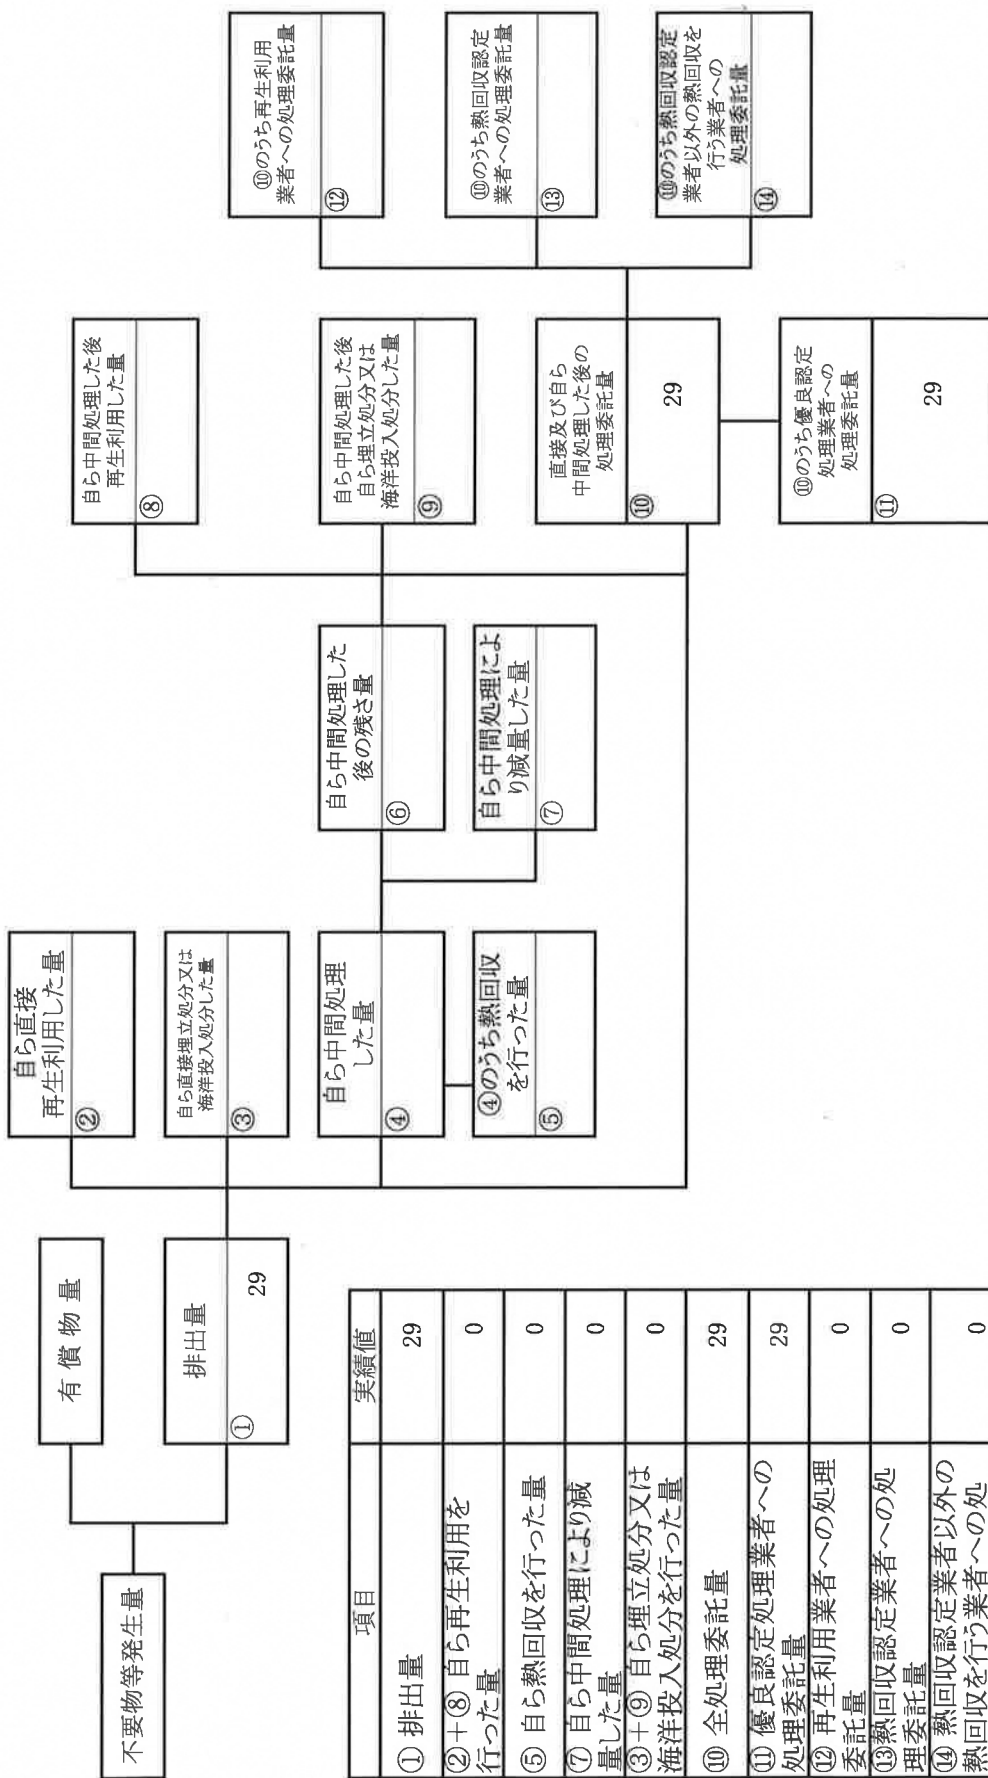 不要物等発生量
有償物量
排出量
①
29
自ら直接
再生利用した量
②
自ら直接埋立処分又は
海洋投入処分した量
③
自ら中間処理
した量
④
④のうち熱回収
を行った量
⑤
自ら中間処理した
後の残さ量
⑥
自ら中間処理によ
り減量した量
⑦
自ら中間処理した後
再生利用した量
⑧
自ら中間処理した後
自ら埋立処分又は
海洋投入処分した量
⑨
直接及び自ら
中間処理した後の
処理委託量
⑩
29
⑩のうち優良認定
処理業者への
処理委託量
⑪
29
⑩のうち再生利用
業者への処理委託量
⑫
⑩のうち熱回収認定
業者への処理委託量
⑬
⑩のうち熱回収認定
業者以外の熱回収を
行う業者への
処理委託量
⑭
項目 実績値
① 排出量 29
②+⑧ 自ら再生利用を
行った量 0
⑤ 自ら熱回収を行った量 0
⑦ 自ら中間処理により減
量した量 0
③+⑨ 自ら埋立処分又は
海洋投入処分を行った量 0
⑩ 全処理委託量 29
⑪ 優良認定処理業者への
処理委託量 29
⑫ 再生利用業者への処理
委託量 0
⑬熱回収認定業者への処
理委託量 0
⑭ 熱回収認定業者以外の
熱回収を行う業者への処 0